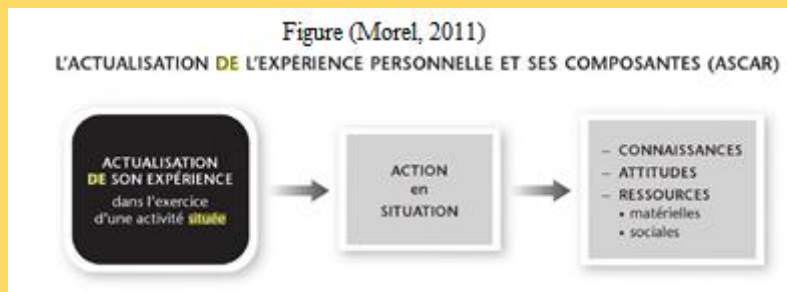 Figure (Morel, 2011)
L'ACTUALISATION DE L'EXPÉRIENCE PERSONNELLE ET SES COMPOSANTES (ASCAR)
ACTUALISATION
DE SON EXPÉRIENCE
dans l'exercice
d'une activité située
ACTION
en
SITUATION
– CONNAISSANCES
– ATTITUDES
– RESSOURCES
• matérielles
• sociales